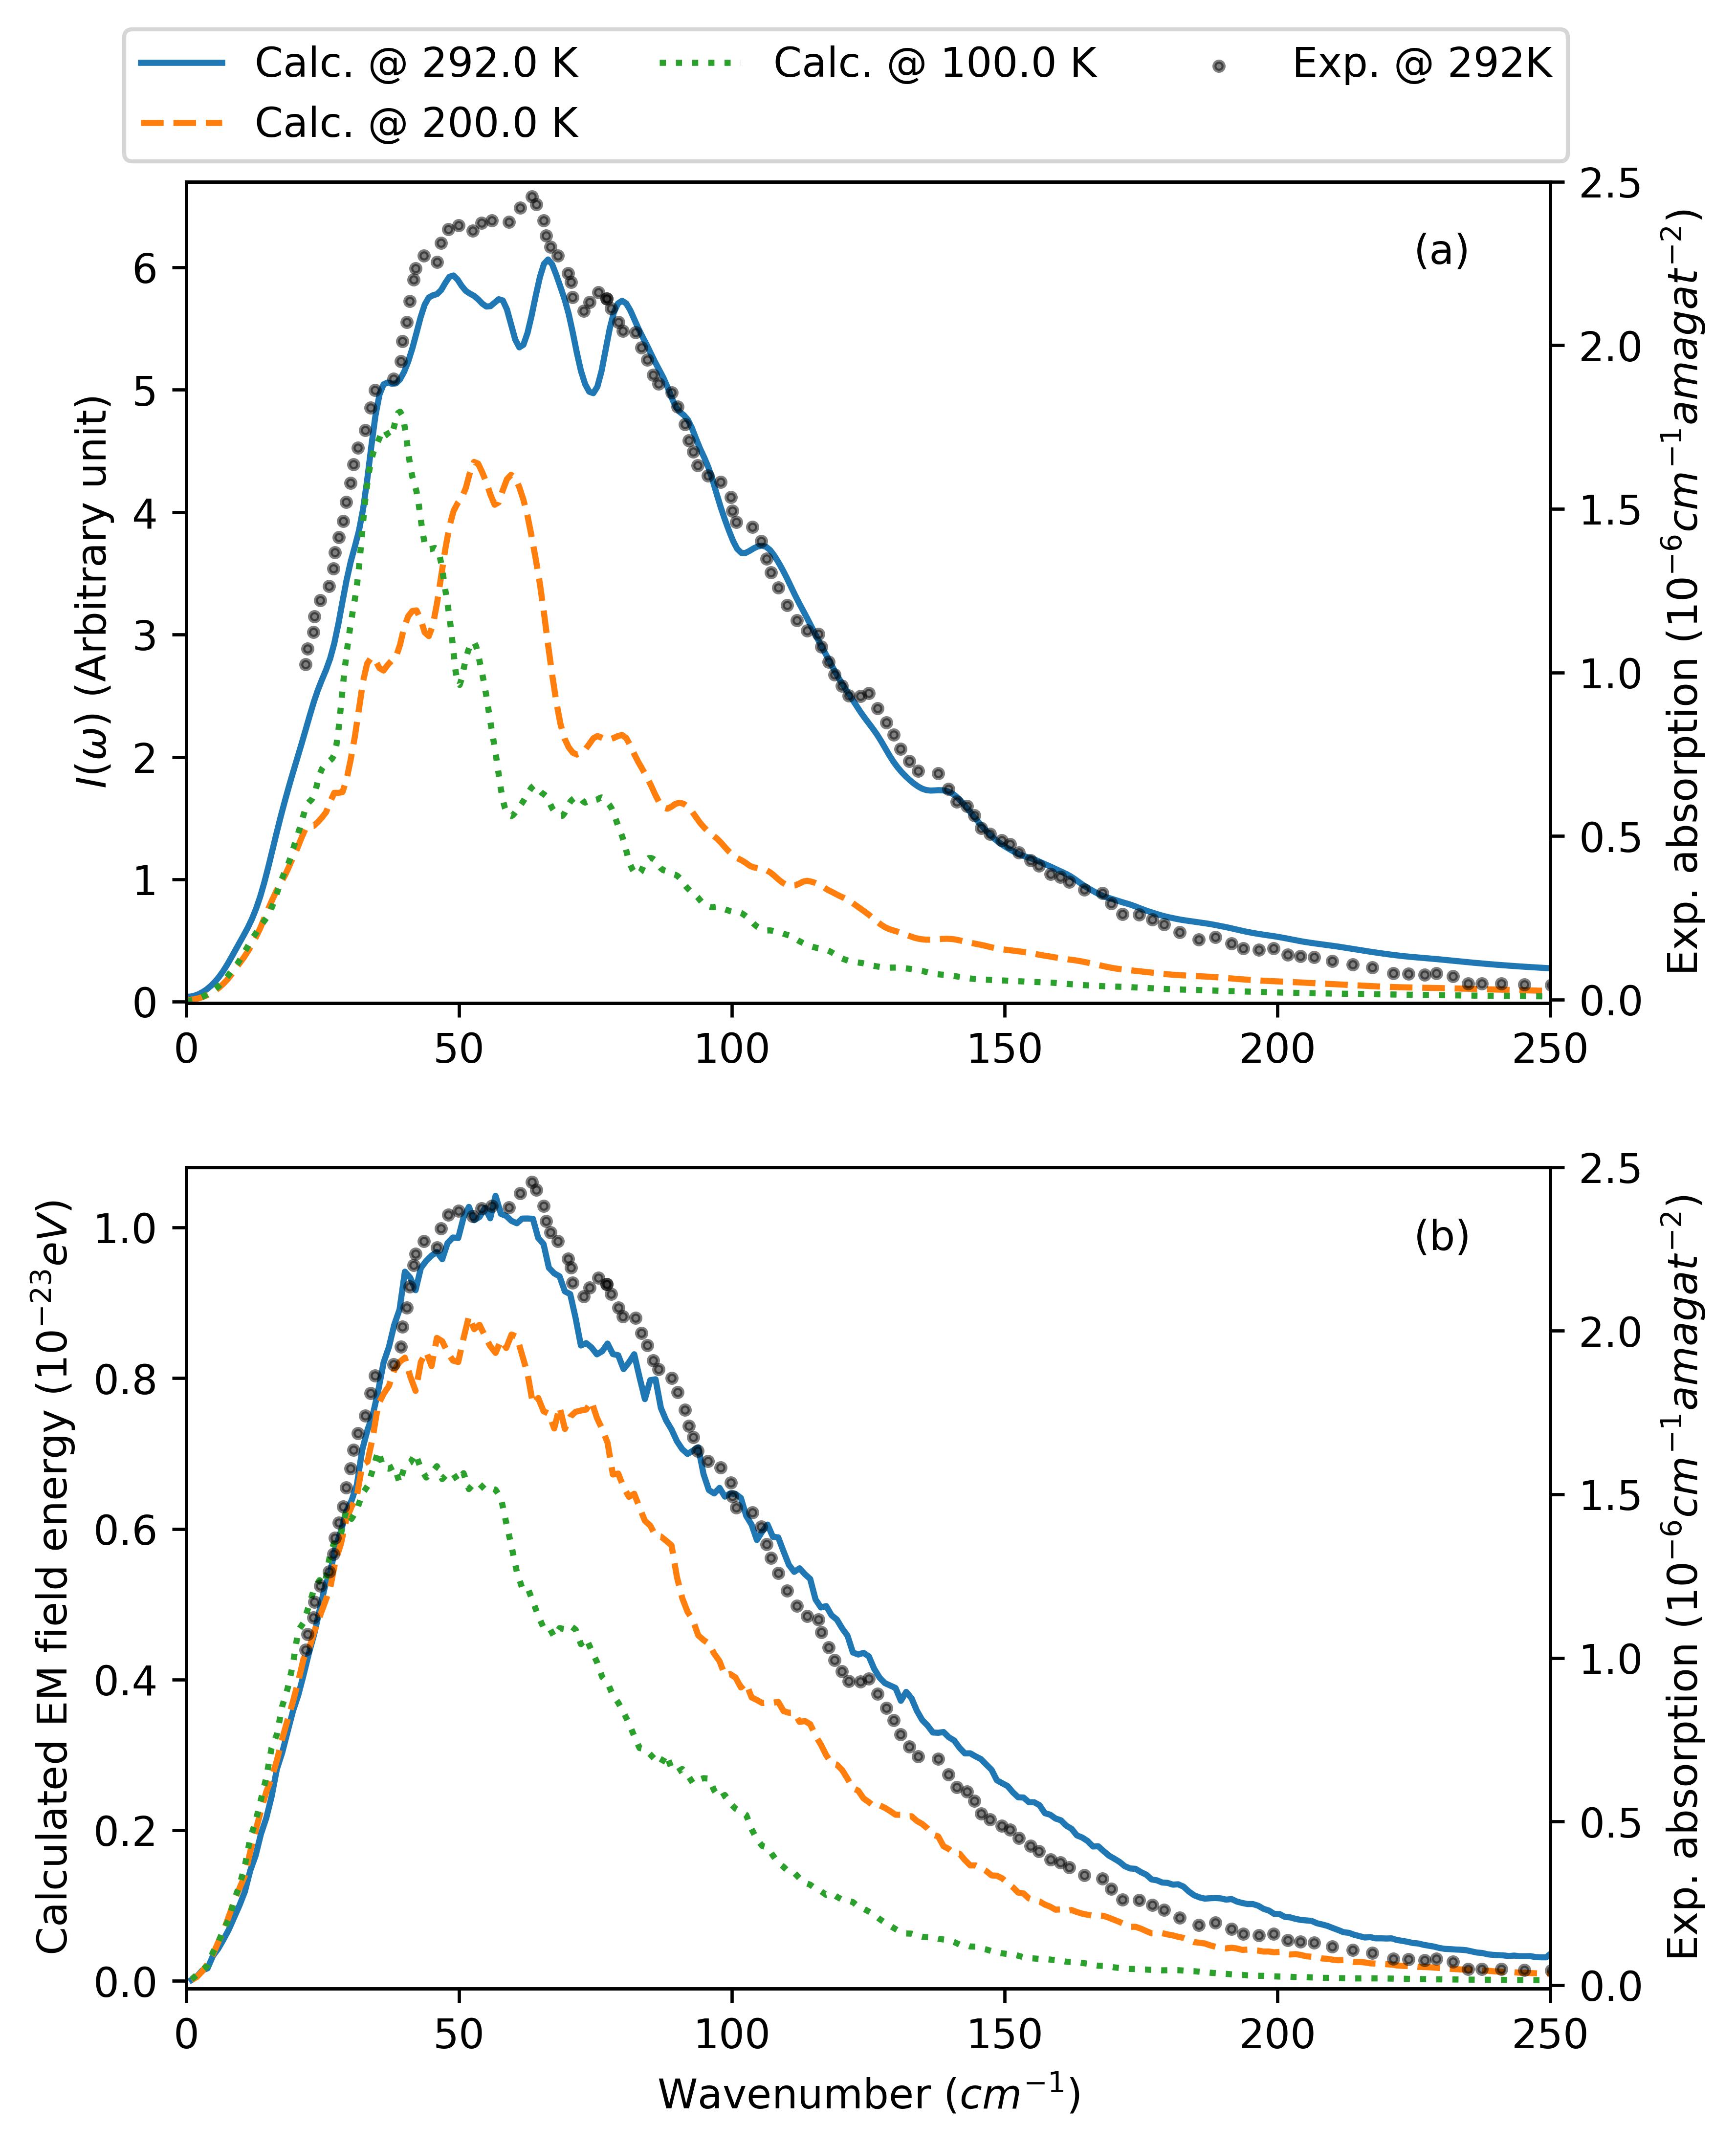 Calc. @ 292.0 K Calc. @ 100.0 K Exp. @ 292K
Calc. @ 200.0 K
(a)
I(ω) (Arbitrary unit)
6
5
4
3
2
1
0
0 50 100 150 200 250
2.5
2.0
1.5
1.0
0.5
0.0
Exp. absorption (10⁻⁶cm⁻¹amagat⁻²)
(b)
Calculated EM field energy (10⁻²³eV)
1.0
0.8
0.6
0.4
0.2
0.0
0 50 100 150 200 250
2.5
2.0
1.5
1.0
0.5
0.0
Exp. absorption (10⁻⁶cm⁻¹amagat⁻²)
Wavenumber (cm⁻¹)